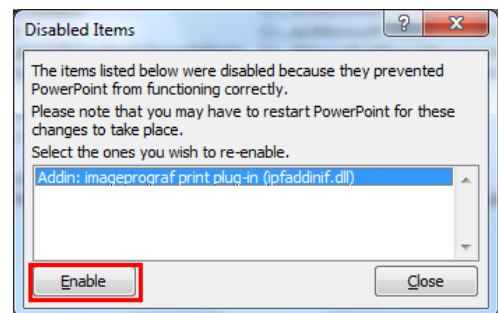 Disabled Items
?
X
The items listed below were disabled because they prevented
PowerPoint from functioning correctly.
Please note that you may have to restart PowerPoint for these
changes to take place.
Select the ones you wish to re-enable.
Addin: imageprograf print plug-in (ipfaddinif.dll)
Enable
Close